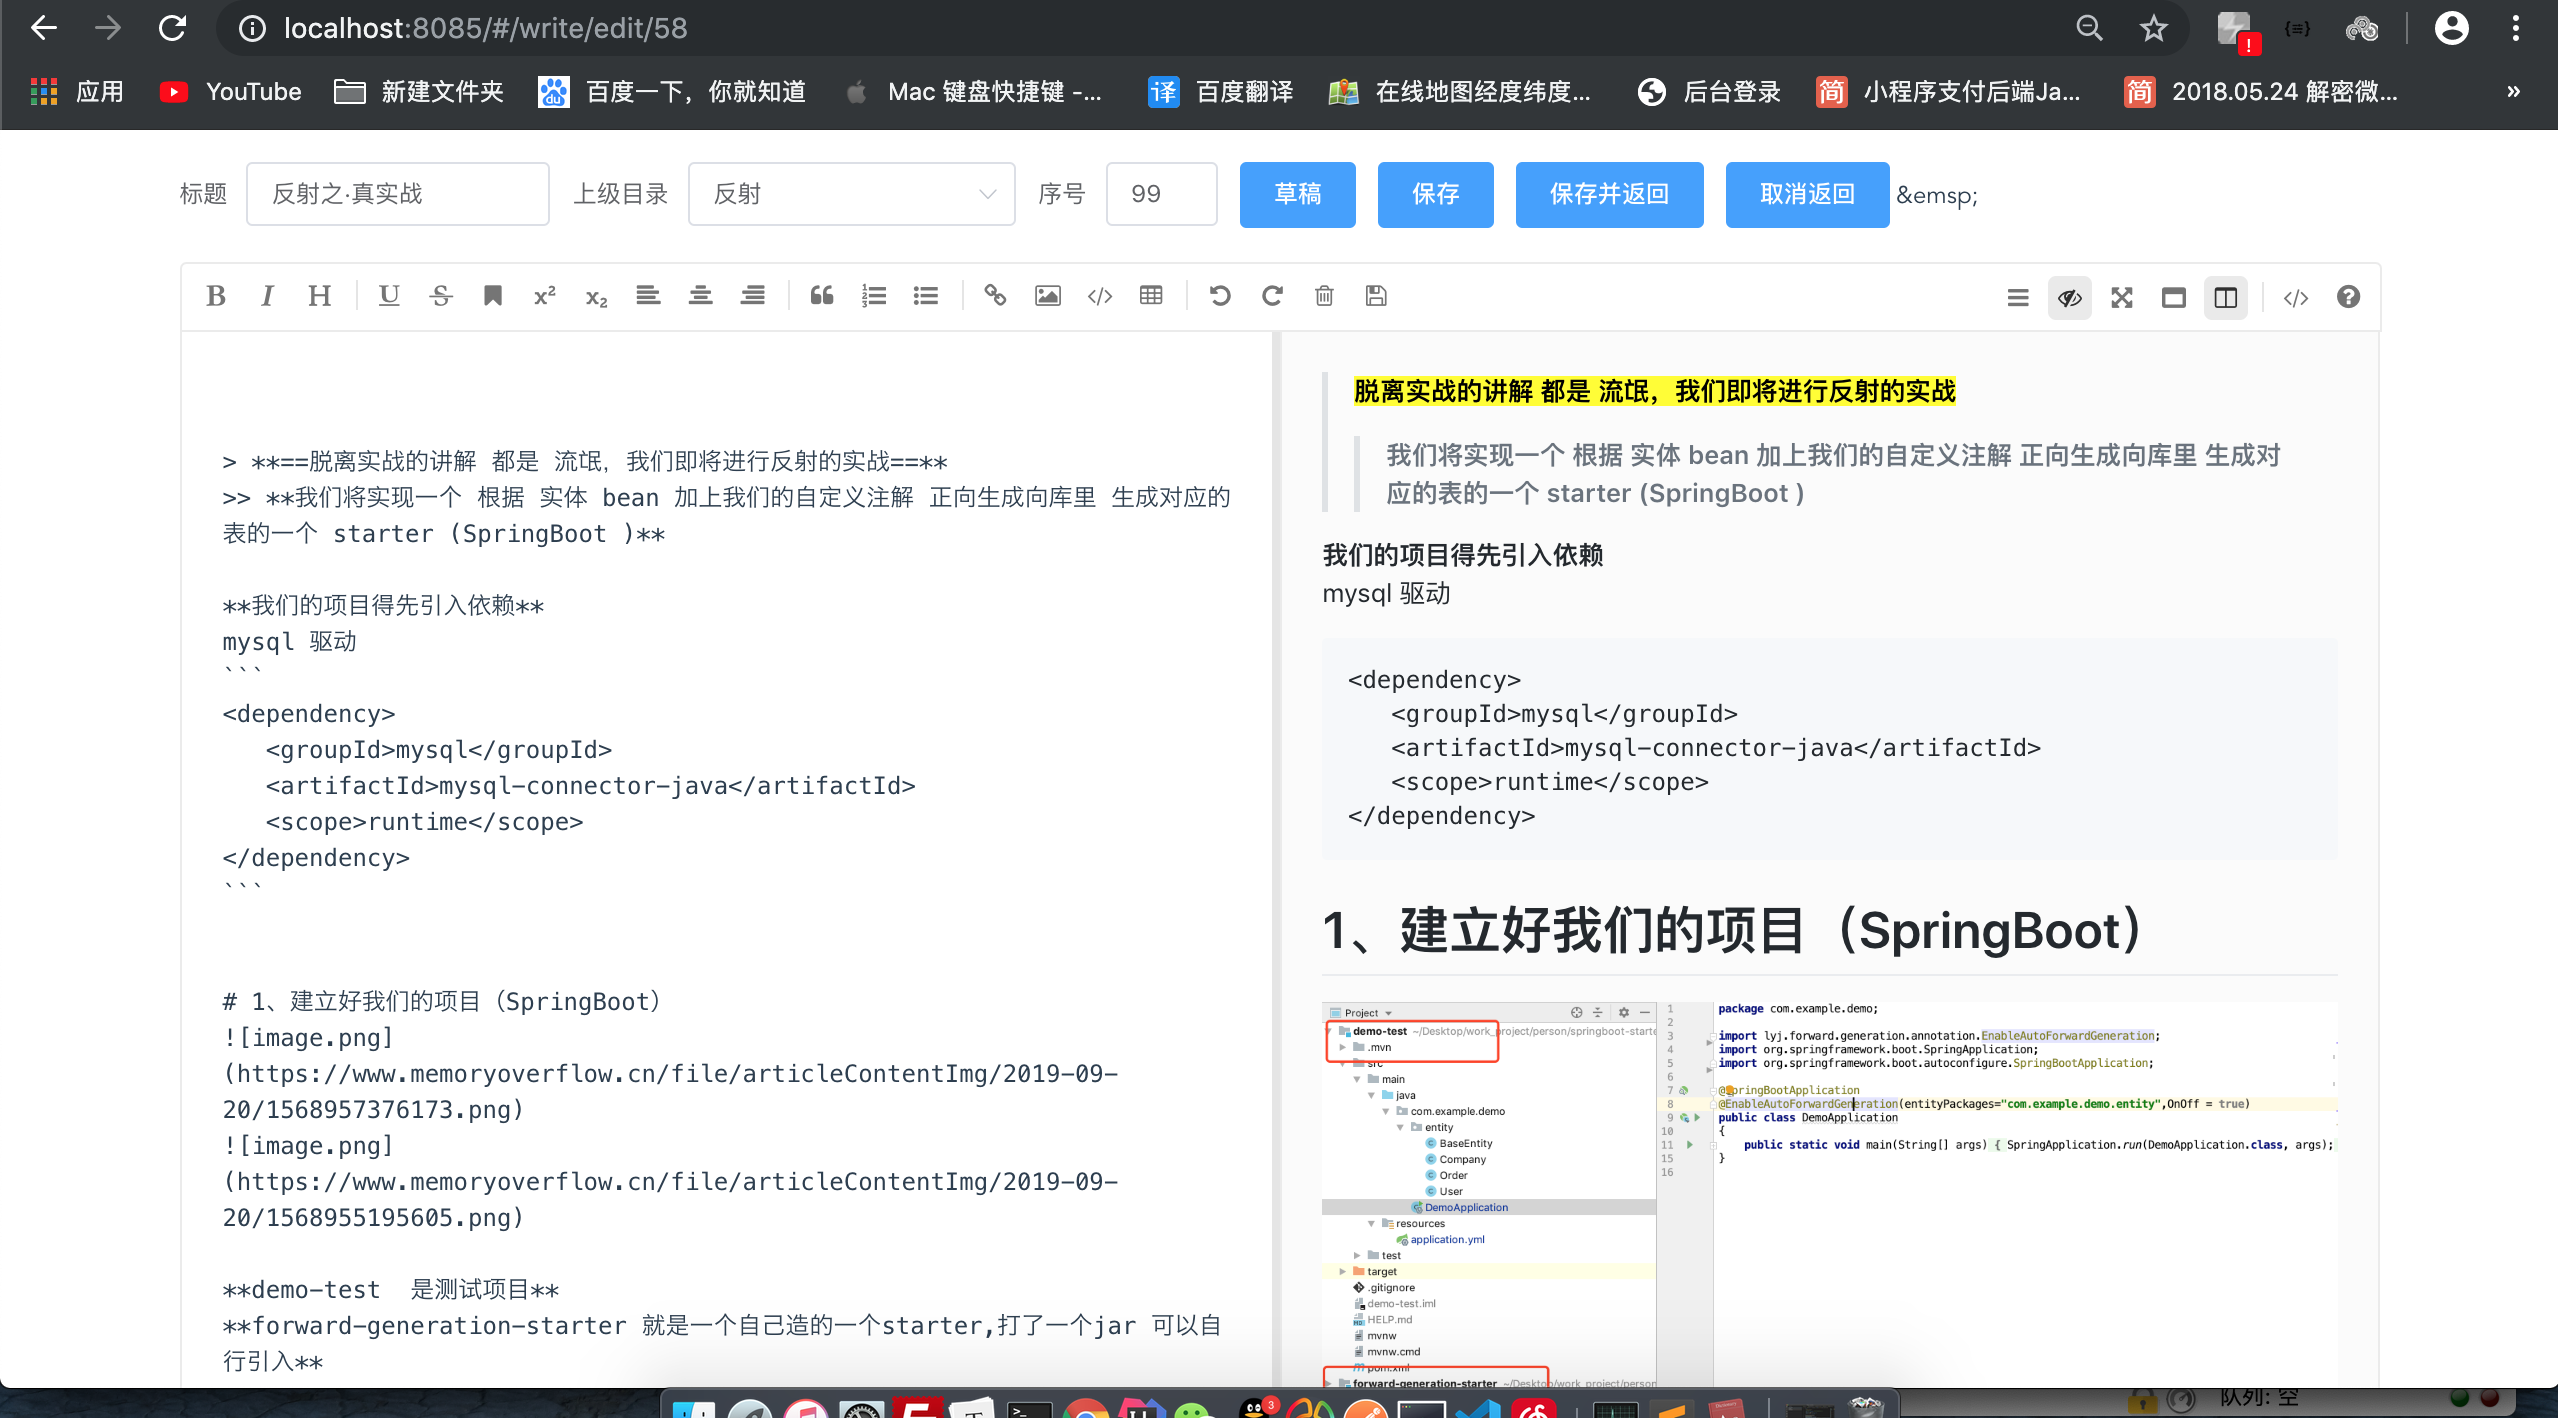 localhost:8085/#/write/edit/58
应用 YouTube 新建文件夹 百度一下，你就知道 Mac 键盘快捷键 -... 译 百度翻译 在线地图经度纬度... 后台登录 简 小程序支付后端Ja... 简 2018.05.24 解密微... »
标题 反射之·真实战 上级目录 反射 序号 99 草稿 保存 保存并返回 取消返回 &emsp;
> **==脱离实战的讲解 都是 流氓，我们即将进行反射的实战==**
>> **我们将实现一个 根据 实体 bean 加上我们的自定义注解 正向生成向库里 生成对应的
表的一个 starter (SpringBoot )**
**我们的项目得先引入依赖**
mysql 驱动
```
<dependency>
<groupId>mysql</groupId>
<artifactId>mysql-connector-java</artifactId>
<scope>runtime</scope>
</dependency>
```
# 1、建立好我们的项目（SpringBoot）
![image.png]
(https://www.memoryoverflow.cn/file/articleContentImg/2019-09-
20/1568957376173.png)
![image.png]
(https://www.memoryoverflow.cn/file/articleContentImg/2019-09-
20/1568955195605.png)
**demo-test  是测试项目**
**forward-generation-starter 就是一个自己造的一个starter,打了一个jar 可以自
行引入**
脱离实战的讲解 都是 流氓，我们即将进行反射的实战
我们将实现一个 根据 实体 bean 加上我们的自定义注解 正向生成向库里 生成对
应的表的一个 starter (SpringBoot )
我们的项目得先引入依赖
mysql 驱动
<dependency>
<groupId>mysql</groupId>
<artifactId>mysql-connector-java</artifactId>
<scope>runtime</scope>
</dependency>
1、建立好我们的项目（SpringBoot）
Project
demo-test ~/Desktop/work_project/person/springboot-starte
.mvn
src
main
java
com.example.demo
entity
BaseEntity
Company
Order
User
DemoApplication
resources
application.yml
test
target
.gitignore
demo-test.iml
HELP.md
mvnw
mvnw.cmd
pom.xml
forward-generation-starter ~/Desktop/work_project/person
1 package com.example.demo;
2
3 import lyj.forward.generation.annotation.EnableAutoForwardGeneration;
4 import org.springframework.boot.SpringApplication;
5 import org.springframework.boot.autoconfigure.SpringBootApplication;
6
7 @SpringBootApplication
8 @EnableAutoForwardGeneration(entityPackages="com.example.demo.entity",OnOff = true)
9 public class DemoApplication
10 {
11 public static void main(String[] args) { SpringApplication.run(DemoApplication.class, args);
15 }
16
3
队列: 空